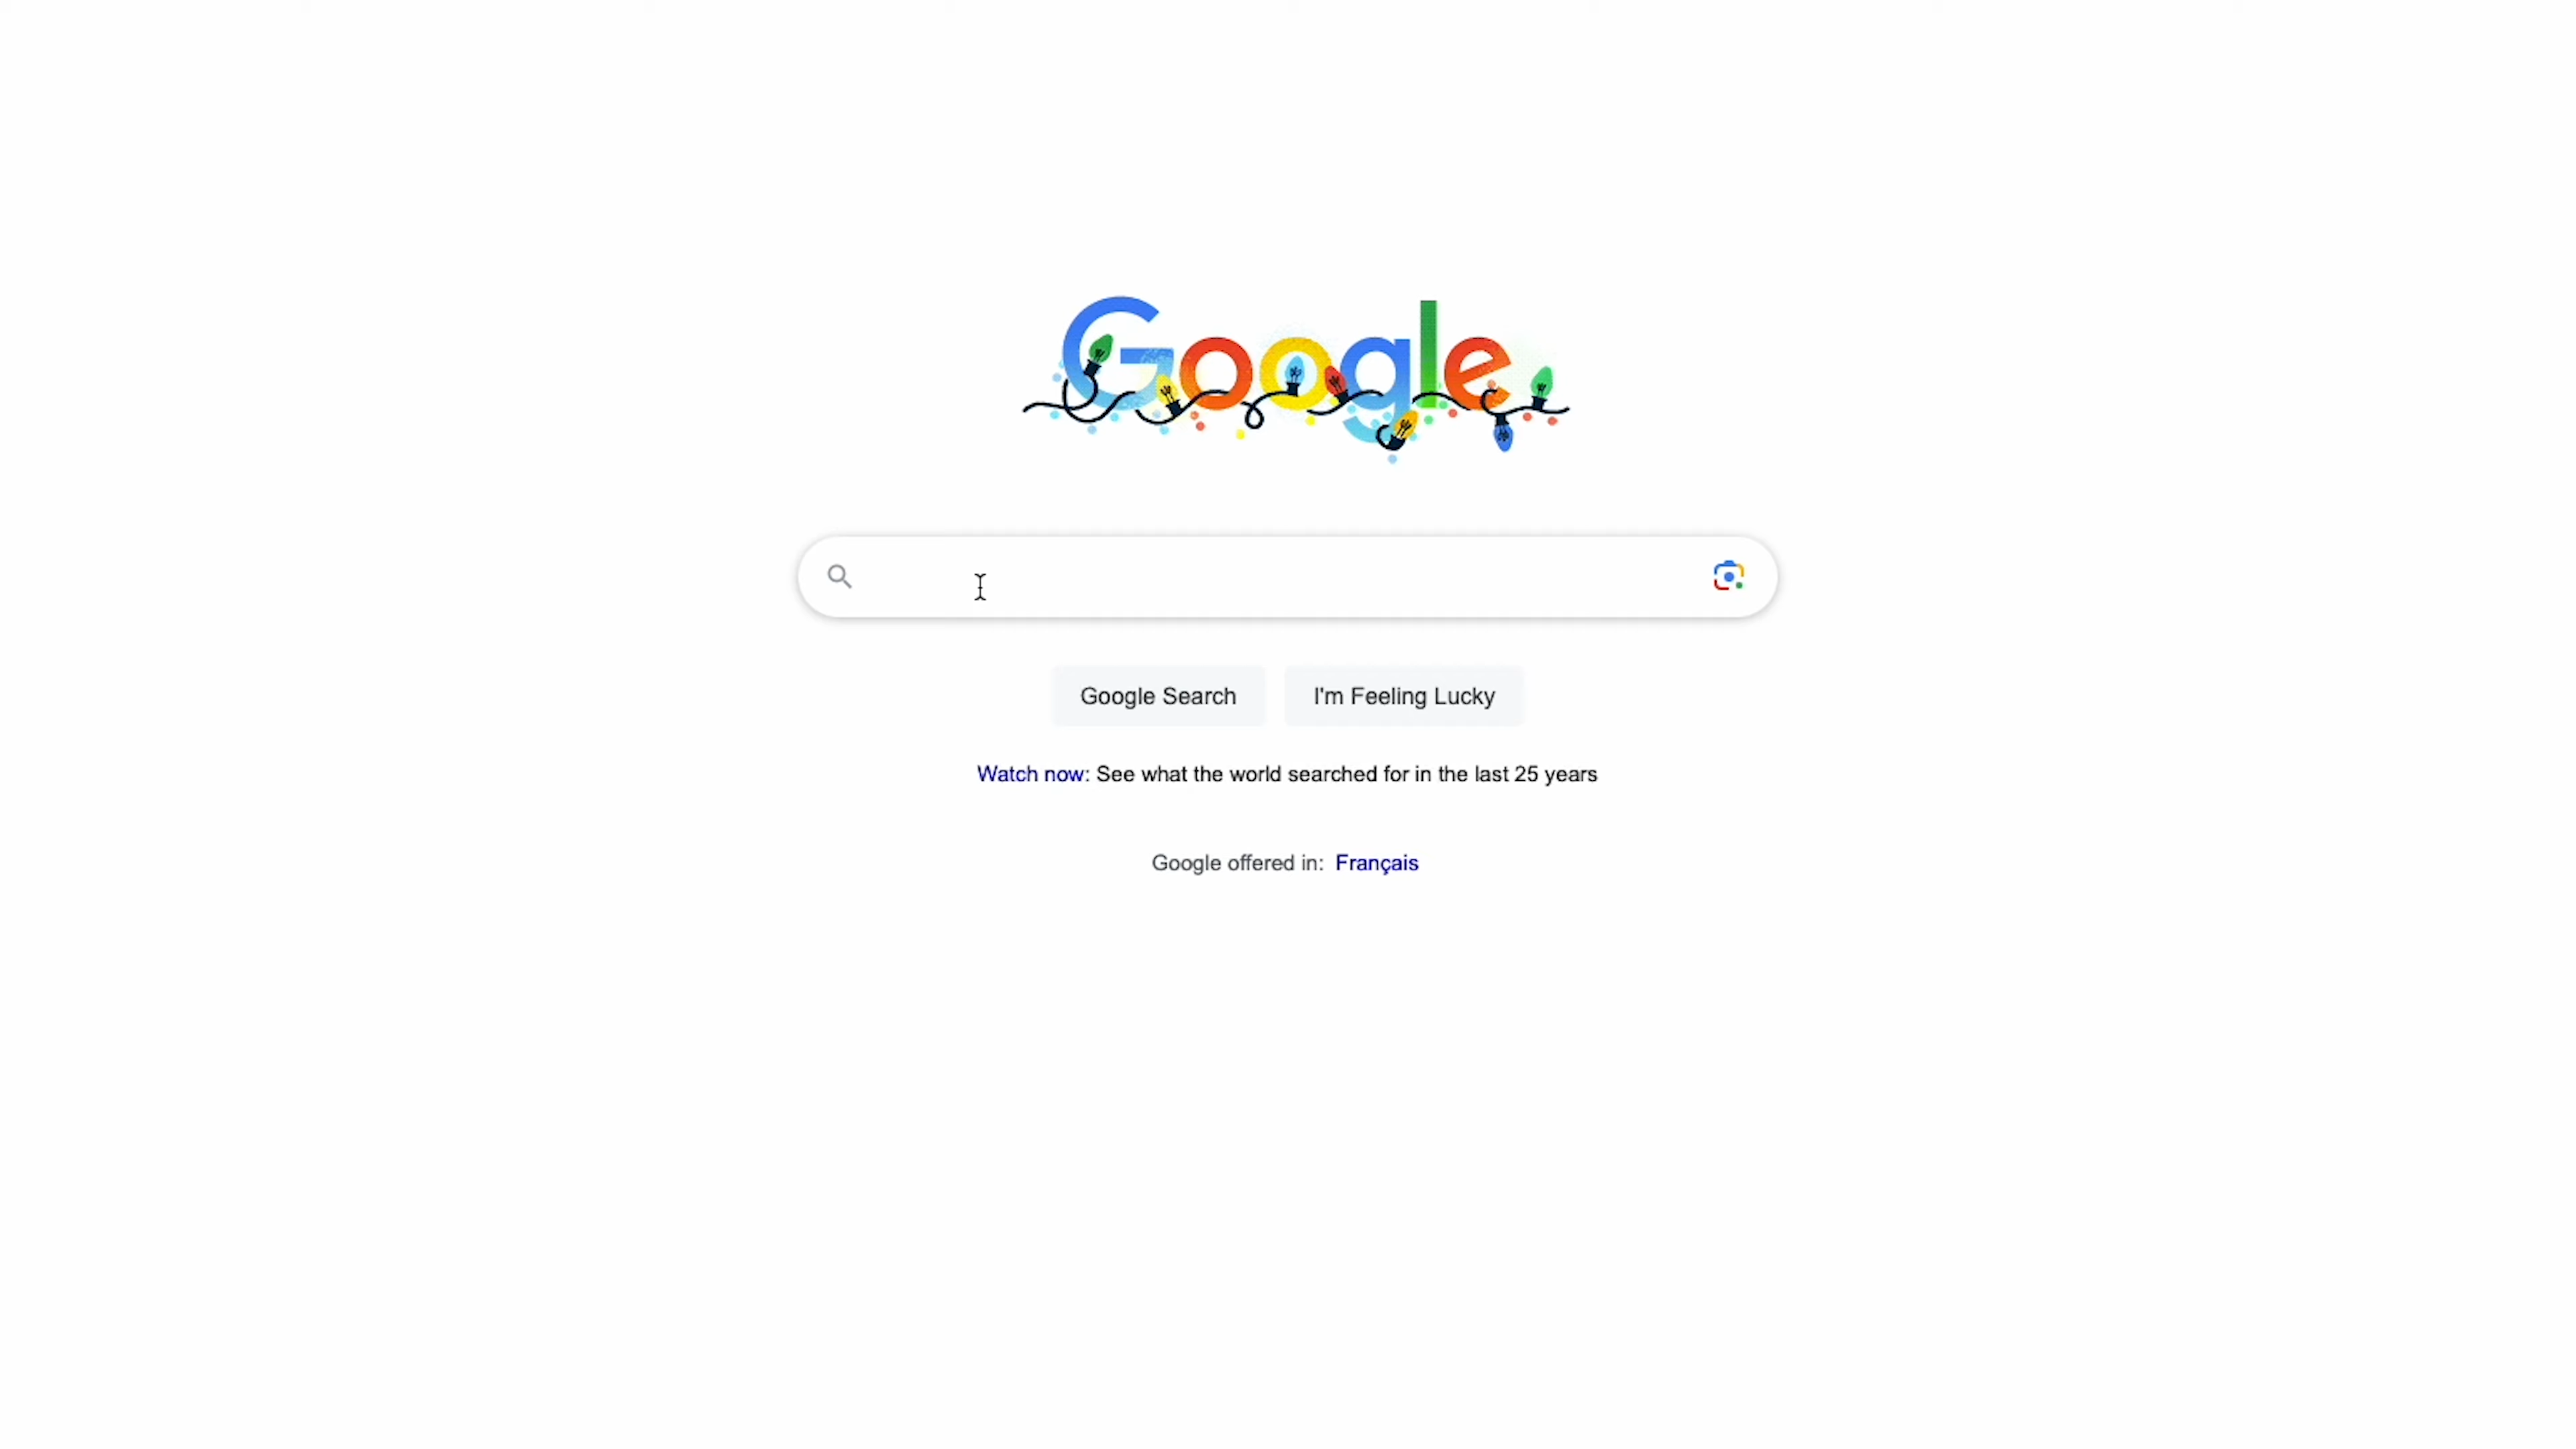 Google
Google Search
I'm Feeling Lucky
Watch now: See what the world searched for in the last 25 years
Google offered in: Français